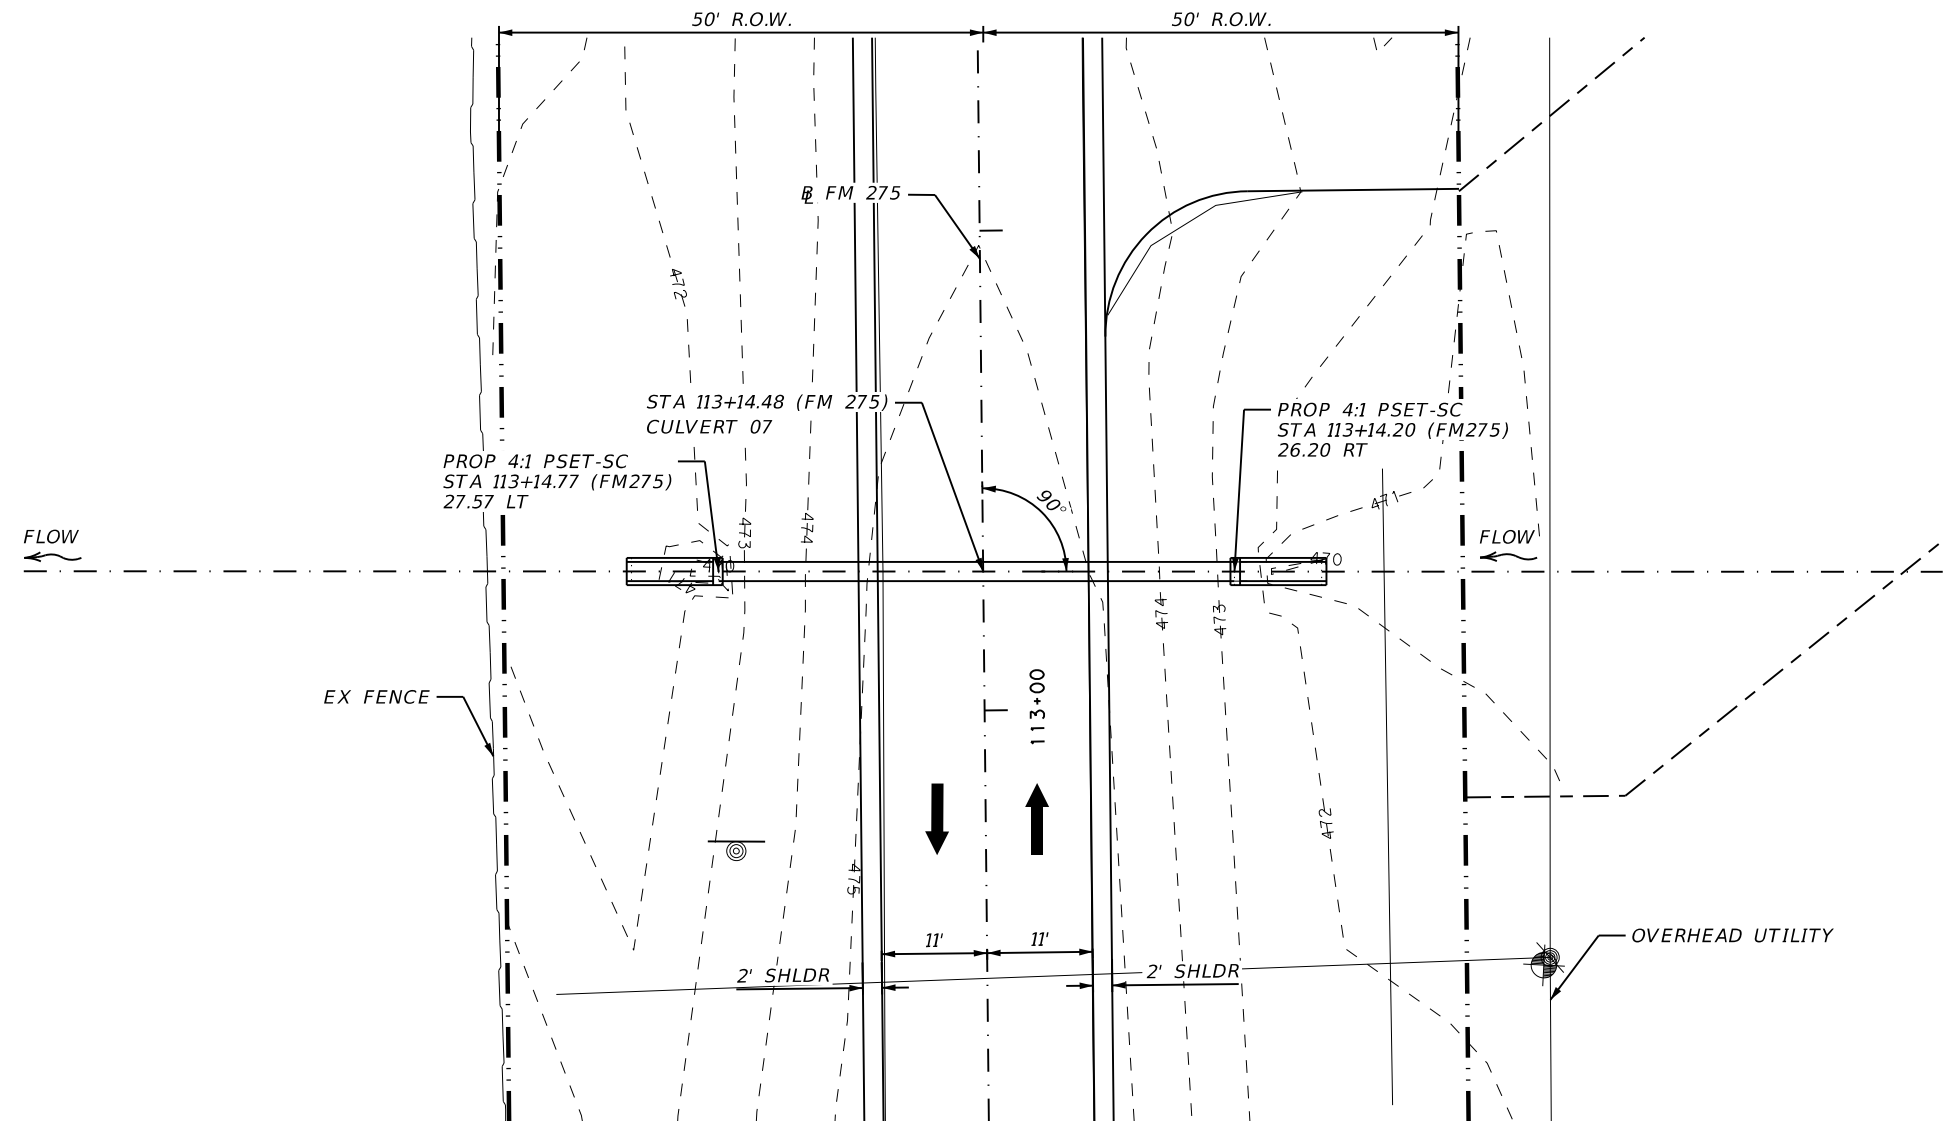 50' R.O.W.
50' R.O.W.
BL FM 275
472
STA 113+14.48 (FM 275)
CULVERT 07
PROP 4:1 PSET-SC
STA 113+14.20 (FM275)
26.20 RT
PROP 4:1 PSET-SC
STA 113+14.77 (FM275)
27.57 LT
90°
471
473
474
FLOW
FLOW
470
474
473
EX FENCE
113+00
472
475
11'
11'
OVERHEAD UTILITY
2' SHLDR
2' SHLDR